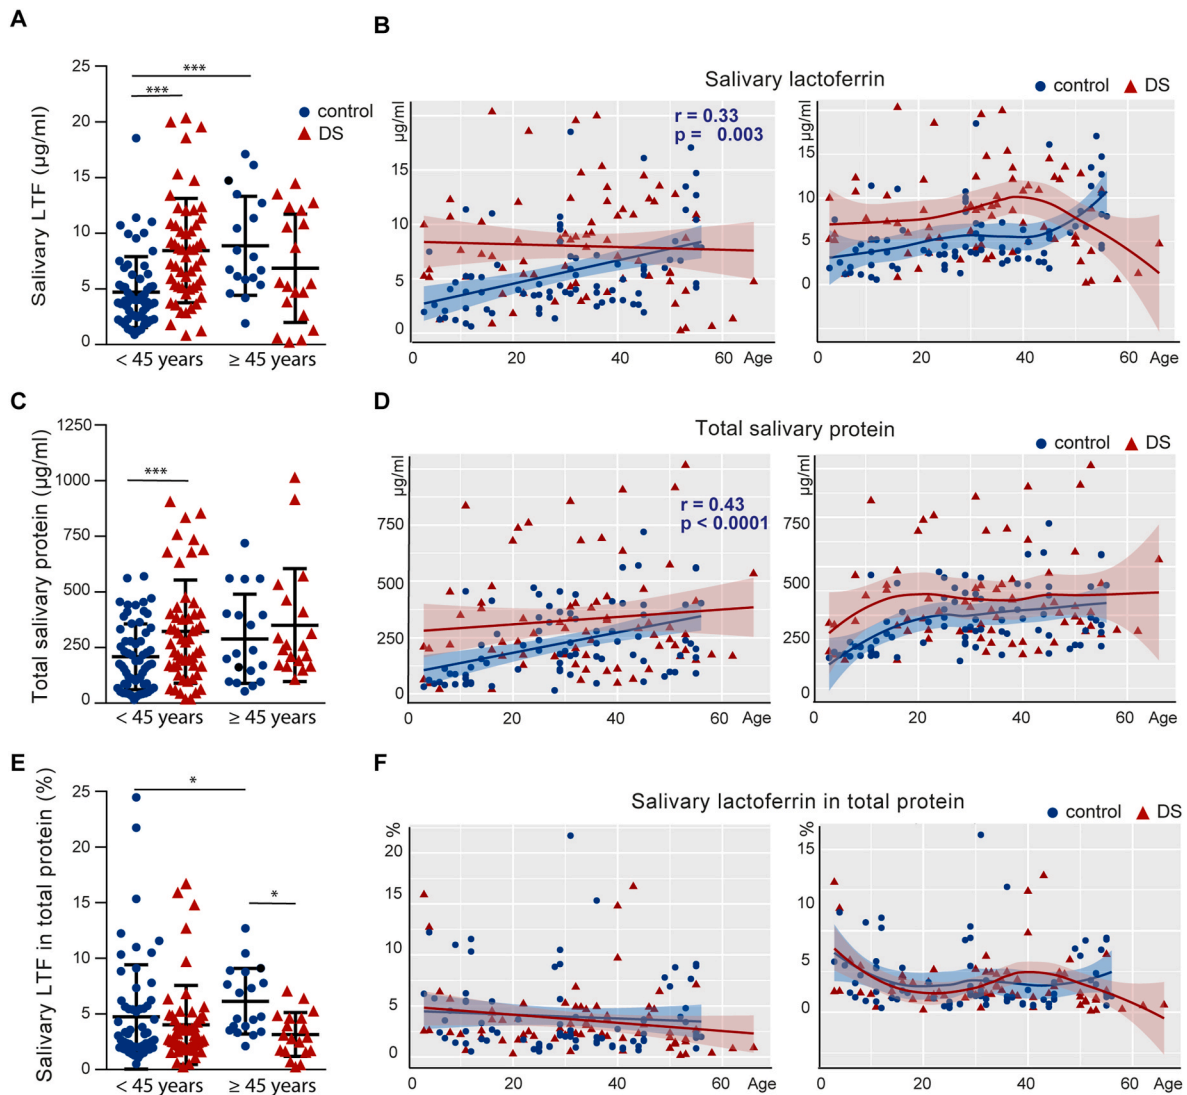 A
Salivary LTF (µg/ml)
25
20
15
10
5
0
***
***
control
DS
< 45 years
≥ 45 years
B
Salivary lactoferrin
control
DS
µg/ml
15
10
5
0
r = 0.33
p = 0.003
20
40
60
Age
µg/ml
15
10
5
0
0
20
40
60
Age
C
Total salivary protein (µg/ml)
1250
1000
750
500
250
0
***
< 45 years
≥ 45 years
D
Total salivary protein
control
DS
µg/ml
750
500
250
0
r = 0.43
p < 0.0001
20
40
60
Age
750
500
250
0
20
40
60
Age
E
Salivary LTF in total protein (%)
25
20
15
10
5
0
*
*
< 45 years
≥ 45 years
F
Salivary lactoferrin in total protein
control
DS
%
20
15
10
5
0
0
20
40
60
Age
%
15
10
5
0
0
20
40
60
Age